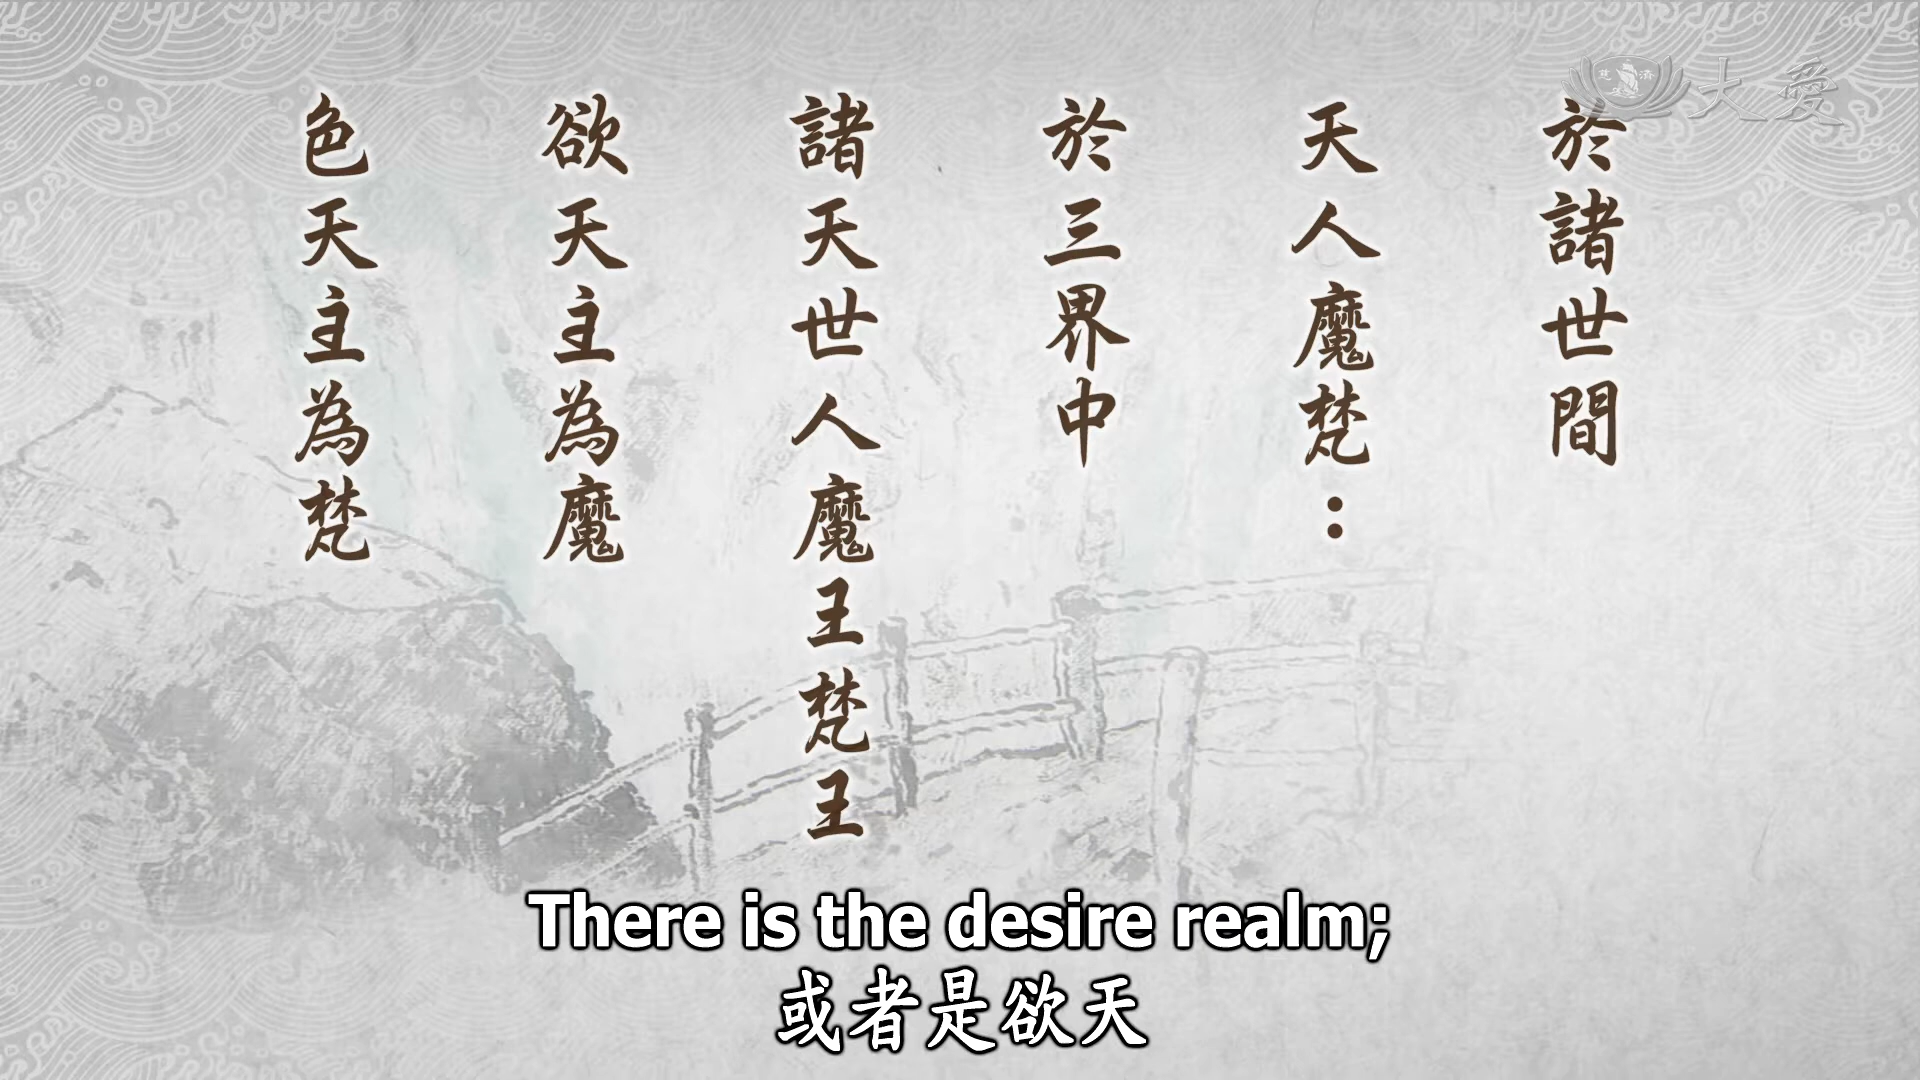 於諸世間
天人魔梵：
於三界中
諸天世人魔王梵王
欲天主為魔
色天主為梵
大愛
慈濟
There is the desire realm;
或者是欲天